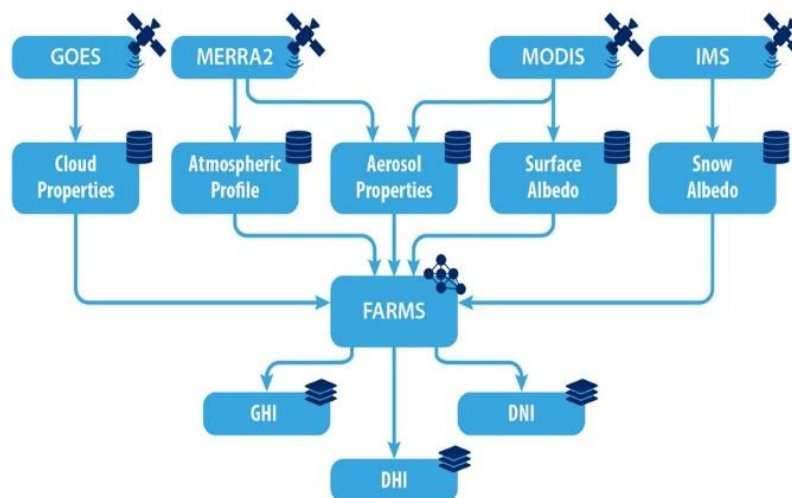 GOES
MERRA2
MODIS
IMS
Cloud
Properties
Atmospheric
Profile
Aerosol
Properties
Surface
Albedo
Snow
Albedo
FARMS
GHI
DNI
DHI